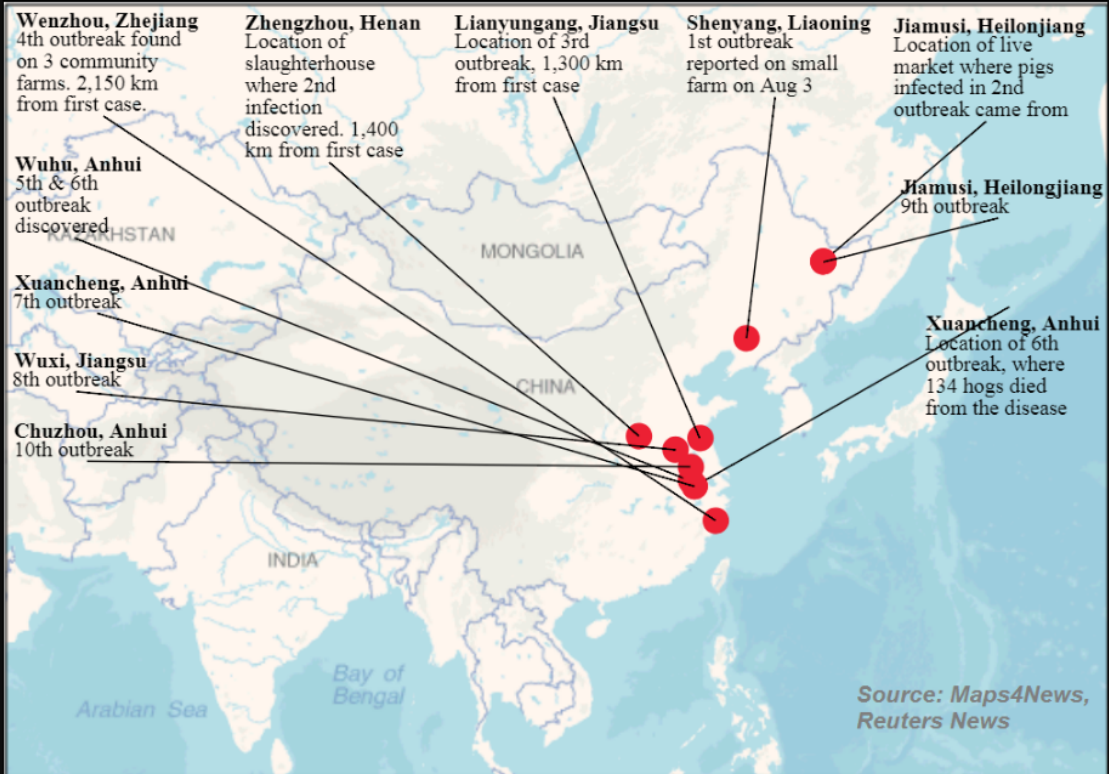 Wenzhou, Zhejiang
4th outbreak found
on 3 community
farms. 2,150 km
from first case.
Zhengzhou, Henan
Location of
slaughterhouse
where 2nd
infection
discovered. 1,400
km from first case
Lianyungang, Jiangsu
Location of 3rd
outbreak, 1,300 km
from first case
Shenyang, Liaoning
1st outbreak
reported on small
farm on Aug 3
Jiamusi, Heilonjiang
Location of live
market where pigs
infected in 2nd
outbreak came from
Wuhu, Anhui
5th & 6th
outbreak
discovered
KAZAKHSTAN
MONGOLIA
Jiamusi, Heilongjiang
9th outbreak
Xuancheng, Anhui
7th outbreak
Xuancheng, Anhui
Location of 6th
outbreak, where
134 hogs died
from the disease
Wuxi, Jiangsu
8th outbreak
CHINA
Chuzhou, Anhui
10th outbreak
INDIA
Bay of
Bengal
Arabian Sea
Source: Maps4News,
Reuters News